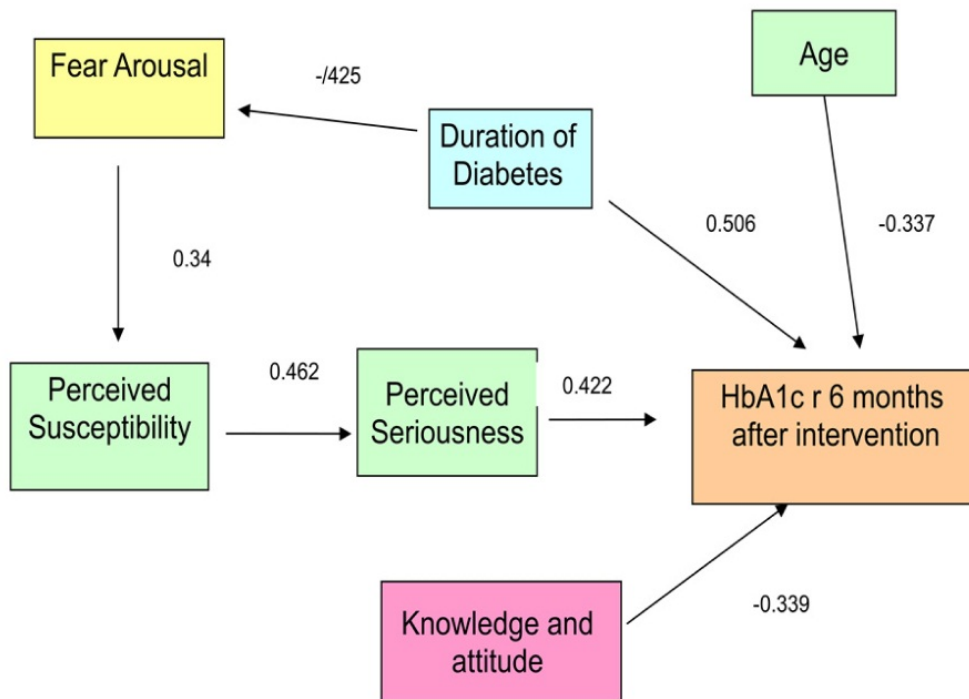 Fear Arousal
-/425
Age
Duration of
Diabetes
0.506
-0.337
0.34
Perceived
Susceptibility
0.462
Perceived
Seriousness
0.422
HbA1c r 6 months
after intervention
Knowledge and
attitude
-0.339